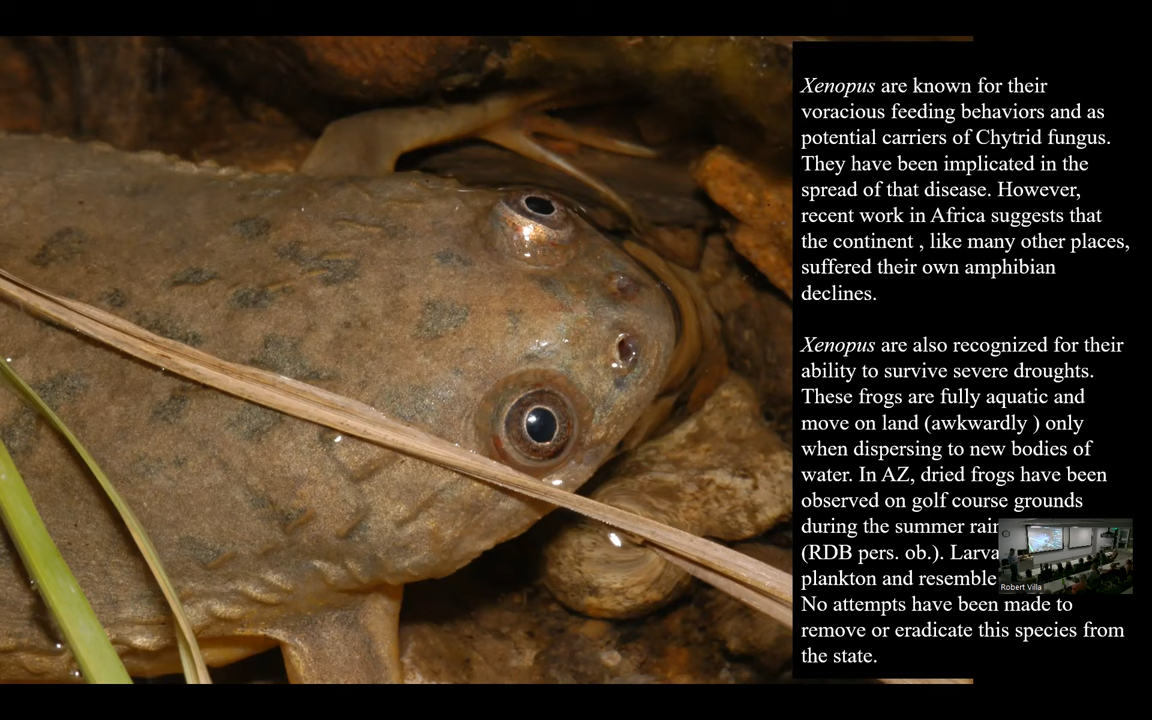 Xenopus are known for their
voracious feeding behaviors and as
potential carriers of Chytrid fungus.
They have been implicated in the
spread of that disease. However,
recent work in Africa suggests that
the continent , like many other places,
suffered their own amphibian
declines.
Xenopus are also recognized for their
ability to survive severe droughts.
These frogs are fully aquatic and
move on land (awkwardly ) only
when dispersing to new bodies of
water. In AZ, dried frogs have been
observed on golf course grounds
during the summer
(RDB pers. ob.).
plankton and resemble
Robert Villa
No attempts have been made to
remove or eradicate this species from
the state.